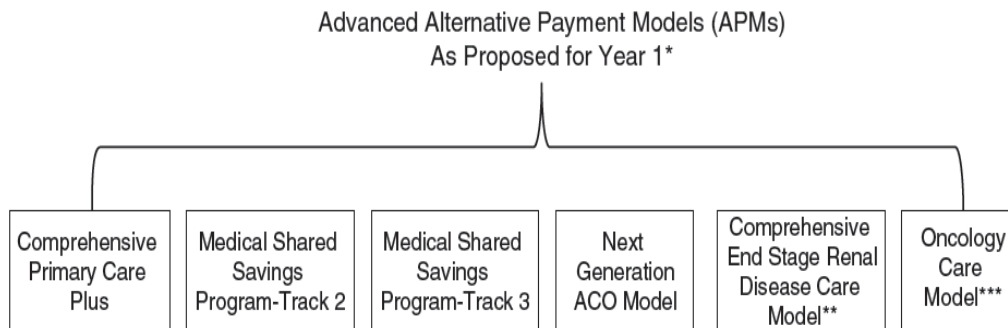 Advanced Alternative Payment Models (APMs)
As Proposed for Year 1*
Comprehensive
Primary Care
Plus
Medical Shared
Savings
Program-Track 2
Medical Shared
Savings
Program-Track 3
Next
Generation
ACO Model
Comprehensive
End Stage Renal
Disease Care
Model**
Oncology
Care
Model***